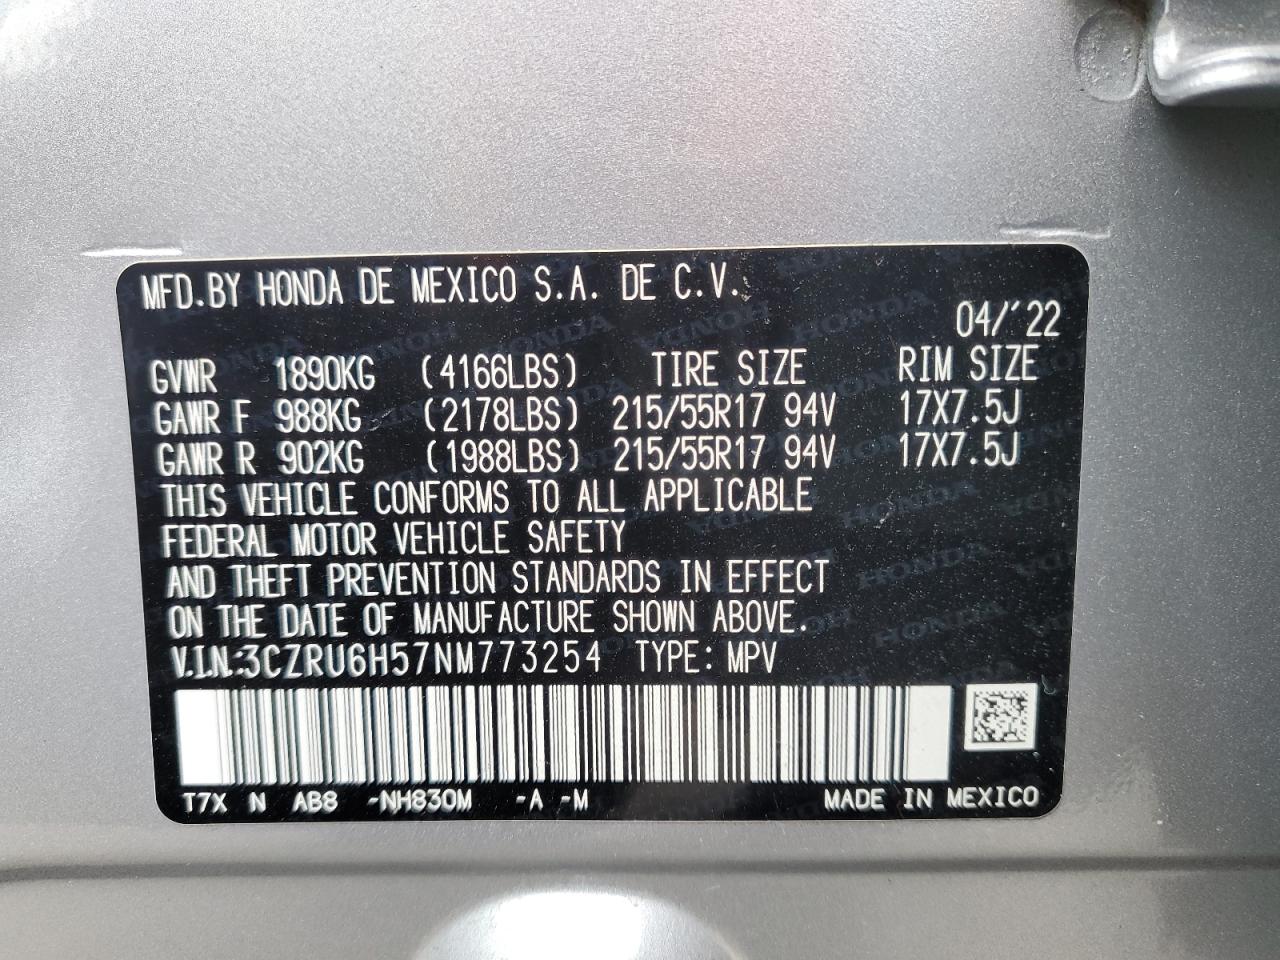 MFD.BY HONDA DE MEXICO S.A. DE C.V.
04/'22
GVWR 1890KG (4166LBS) TIRE SIZE RIM SIZE
GAWR F 988KG (2178LBS) 215/55R17 94V 17X7.5J
GAWR R 902KG (1988LBS) 215/55R17 94V 17X7.5J
THIS VEHICLE CONFORMS TO ALL APPLICABLE
FEDERAL MOTOR VEHICLE SAFETY
AND THEFT PREVENTION STANDARDS IN EFFECT
ON THE DATE OF MANUFACTURE SHOWN ABOVE.
V.I.N.:3CZRU6H57NM773254 TYPE: MPV
T7X N AB8 -NH830M -A -M MADE IN MEXICO